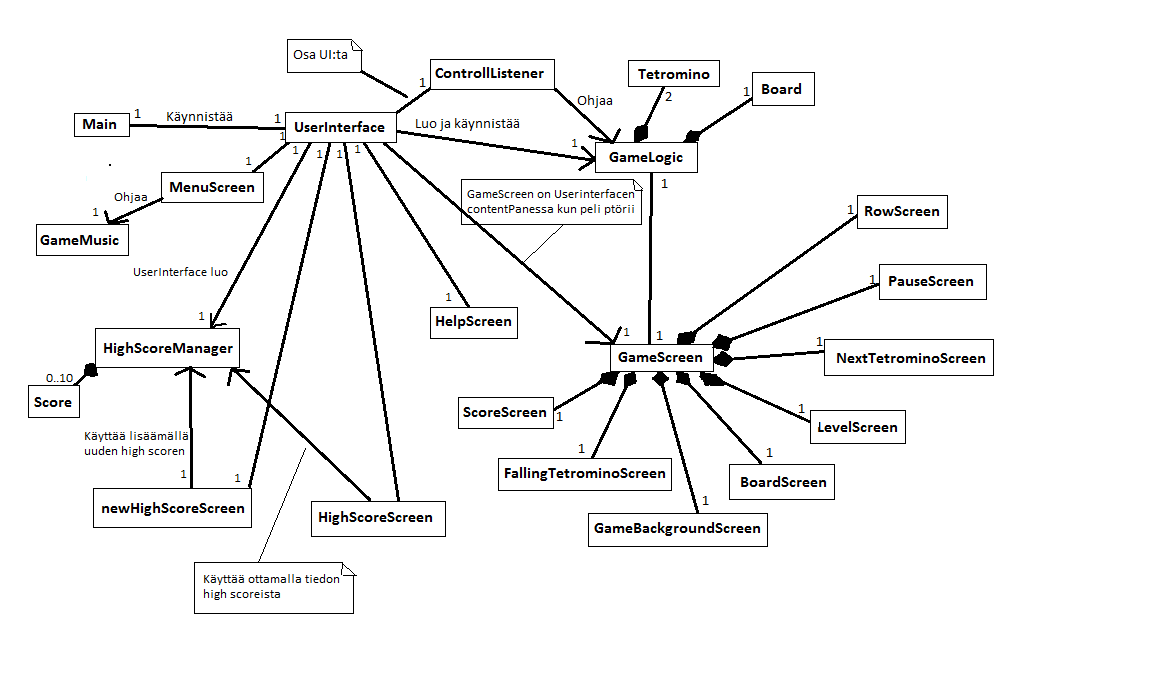 Osa UI:ta
1
ControllListener
Tetromino
2
1
Board
Ohjaa
Main
1
Käynnistää
1
UserInterface
Luo ja käynnistää
1
GameLogic
1
1
1
1
1
1
1
MenuScreen
Ohjaa
1
GameMusic
GameScreen on Userinterfacen
contentPanessa kun peli ptörii
1
1
RowScreen
1
PauseScreen
UserInterface luo
1
1
HelpScreen
1
1
GameScreen
1
NextTetrominoScreen
HighScoreManager
0..10
Score
ScoreScreen
1
1
LevelScreen
Käyttää lisäämällä
uuden high scoren
1
1
1
FallingTetrominoScreen
1
BoardScreen
newHighScoreScreen
HighScoreScreen
1
GameBackgroundScreen
Käyttää ottamalla tiedon
high scoreista